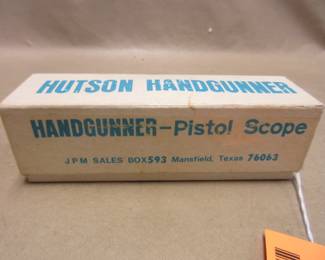 HUTSON HANDGUNNER
HANDGUNNER-Pistol Scope
JPM SALES BOX593 Mansfield, Texas 76063